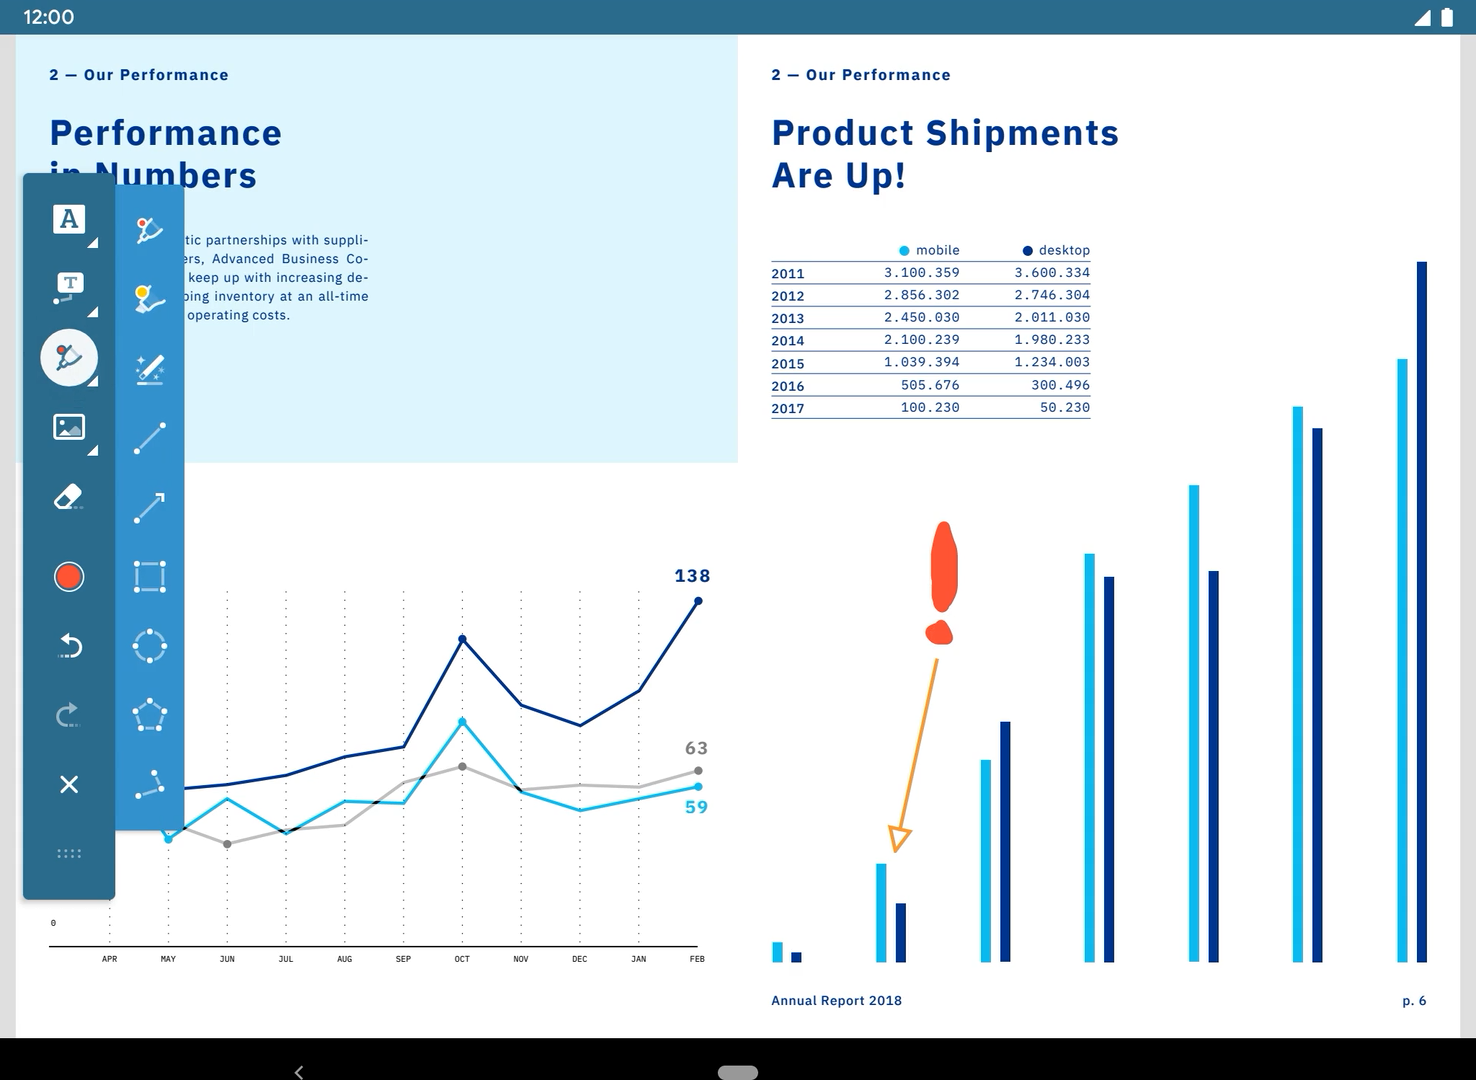 12:00
2 — Our Performance
Performance
in Numbers
tic partnerships with suppli-
ers, Advanced Business Co-
keep up with increasing de-
ping inventory at an all-time
operating costs.
A
T
138
63
59
0
APR MAY JUN JUL AUG SEP OCT NOV DEC JAN FEB
2 — Our Performance
Product Shipments
Are Up!
mobile desktop
2011 3.100.359 3.600.334
2012 2.856.302 2.746.304
2013 2.450.030 2.011.030
2014 2.100.239 1.980.233
2015 1.039.394 1.234.003
2016 505.676 300.496
2017 100.230 50.230
!
Annual Report 2018 p. 6